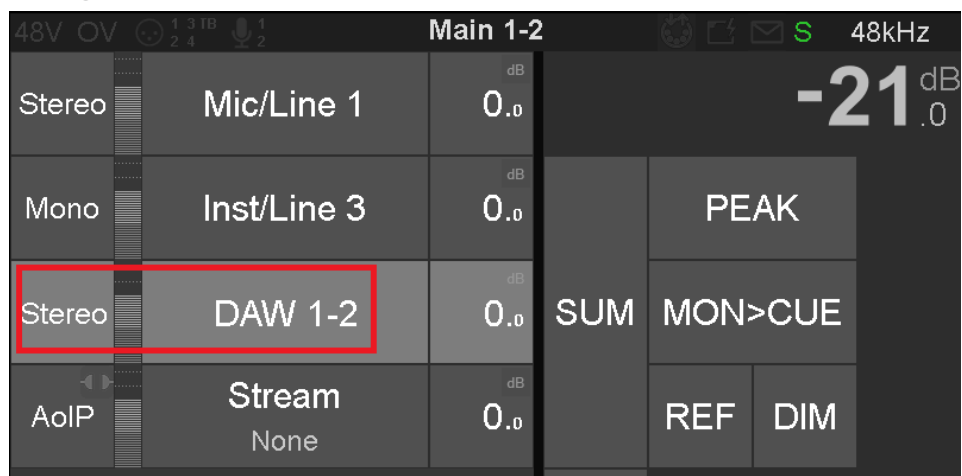 48V OV 1 3 TB 1 Main 1-2 S 48kHz
2 4 2
dB
Stereo Mic/Line 1 0.0
-21 dB
.0
dB
Mono Inst/Line 3 0.0 PEAK
dB
Stereo DAW 1-2 0.0 SUM MON>CUE
dB
AoIP Stream 0.0 REF DIM
None